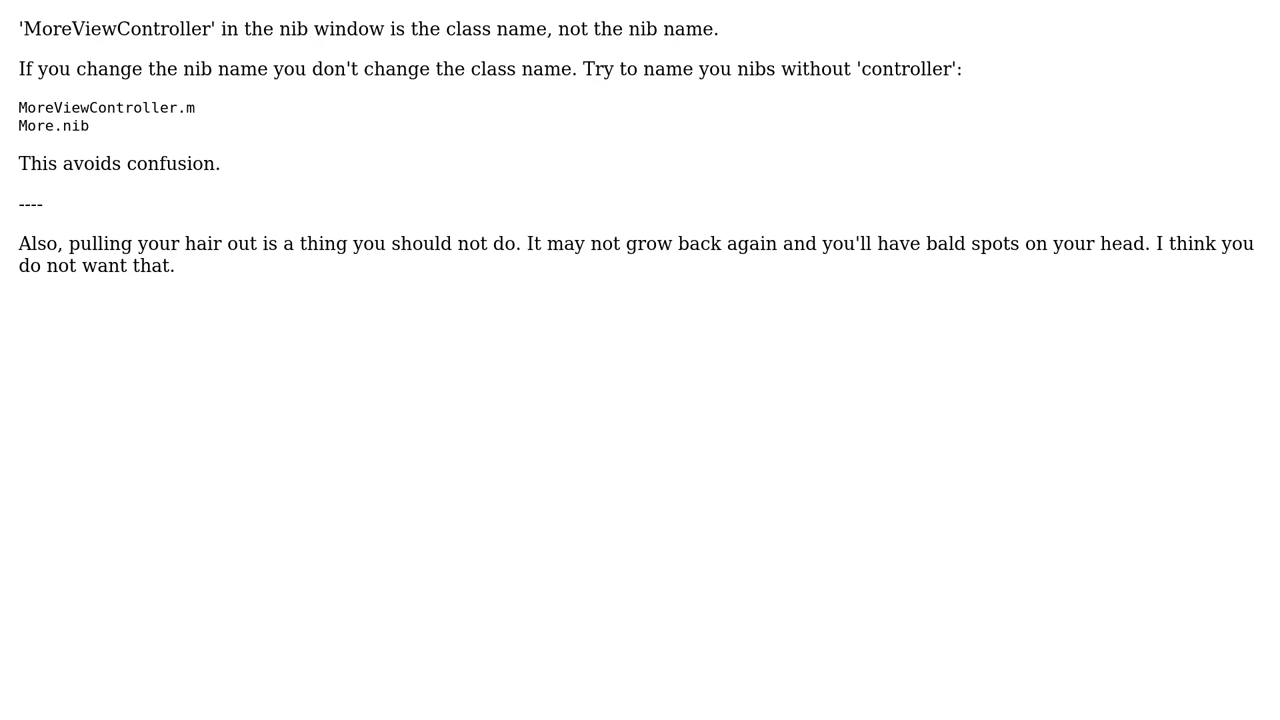 'MoreViewController' in the nib window is the class name, not the nib name.
If you change the nib name you don't change the class name. Try to name you nibs without 'controller':
MoreViewController.m
More.nib
This avoids confusion.
----
Also, pulling your hair out is a thing you should not do. It may not grow back again and you'll have bald spots on your head. I think you
do not want that.